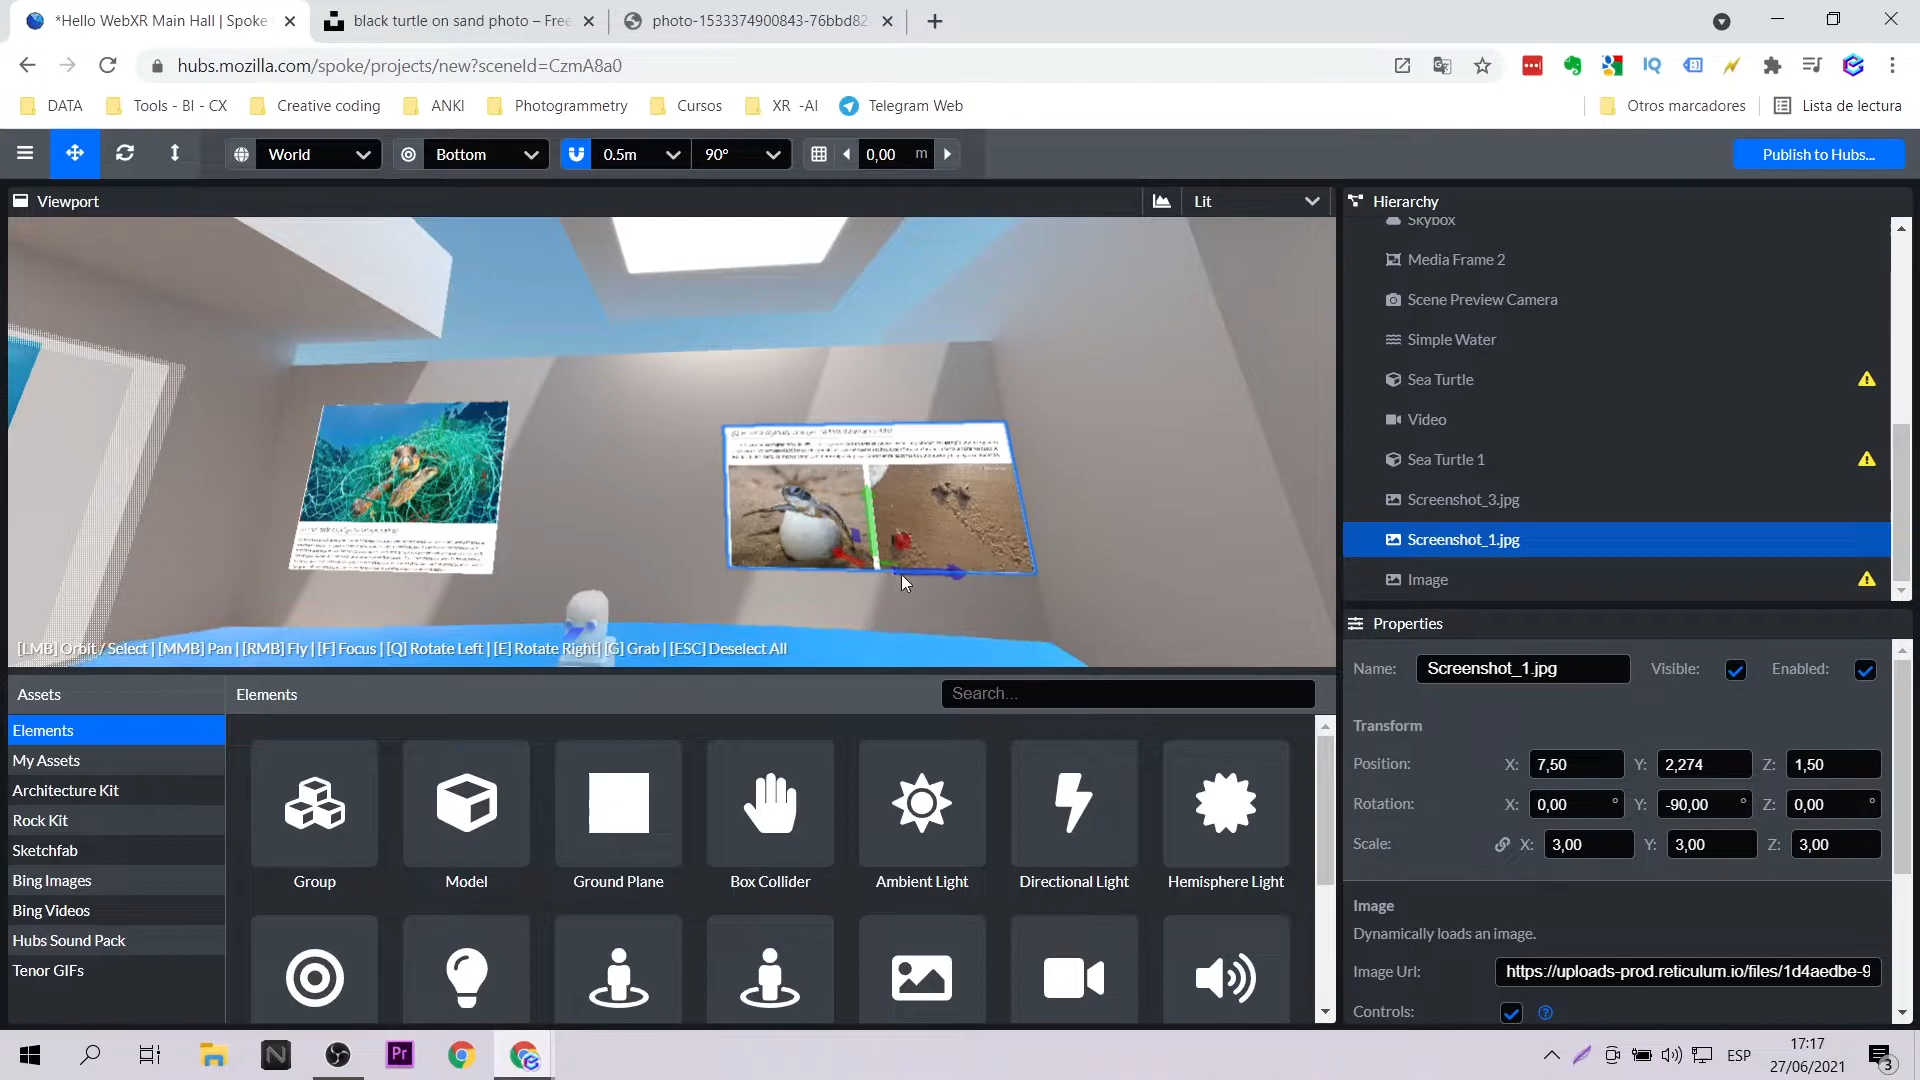 *Hello WebXR Main Hall | Spoke
black turtle on sand photo – Free
photo-1533374900843-76bbd82
hubs.mozilla.com/spoke/projects/new?sceneId=CzmA8a0
DATA
Tools - BI - CX
Creative coding
ANKI
Photogrammetry
Cursos
XR -AI
Telegram Web
Otros marcadores
Lista de lectura
World
Bottom
0.5m
90°
0,00 m
Publish to Hubs...
Viewport
Lit
Hierarchy
Skybox
Media Frame 2
Scene Preview Camera
Simple Water
Sea Turtle
Video
Sea Turtle 1
Screenshot_3.jpg
Screenshot_1.jpg
Image
[LMB] Orbit / Select | [MMB] Pan | [RMB] Fly | [F] Focus | [Q] Rotate Left | [E] Rotate Right| [G] Grab | [ESC] Deselect All
Properties
Name: Screenshot_1.jpg Visible: Enabled:
Transform
Position: X: 7,50 Y: 2,274 Z: 1,50
Rotation: X: 0,00 ° Y: -90,00 ° Z: 0,00 °
Scale: X: 3,00 Y: 3,00 Z: 3,00
Image
Dynamically loads an image.
Image Url: https://uploads-prod.reticulum.io/files/1d4aedbe-9
Controls:
Assets
Elements
My Assets
Architecture Kit
Rock Kit
Sketchfab
Bing Images
Bing Videos
Hubs Sound Pack
Tenor GIFs
Elements
Search...
Group
Model
Ground Plane
Box Collider
Ambient Light
Directional Light
Hemisphere Light
N
Pr
ESP
17:17
27/06/2021
3